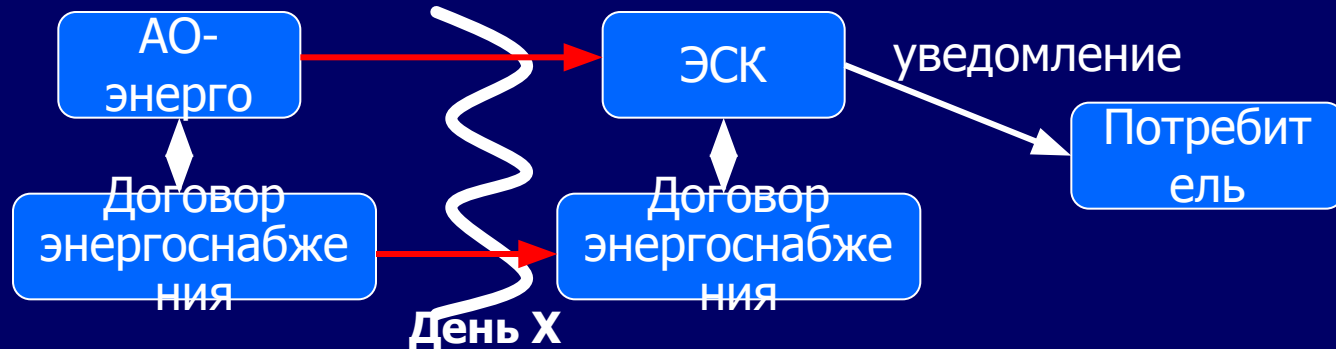 АО-
энерго
ЭСК
уведомление
Потребит
ель
Договор
энергоснабже
ния
Договор
энергоснабже
ния
День X